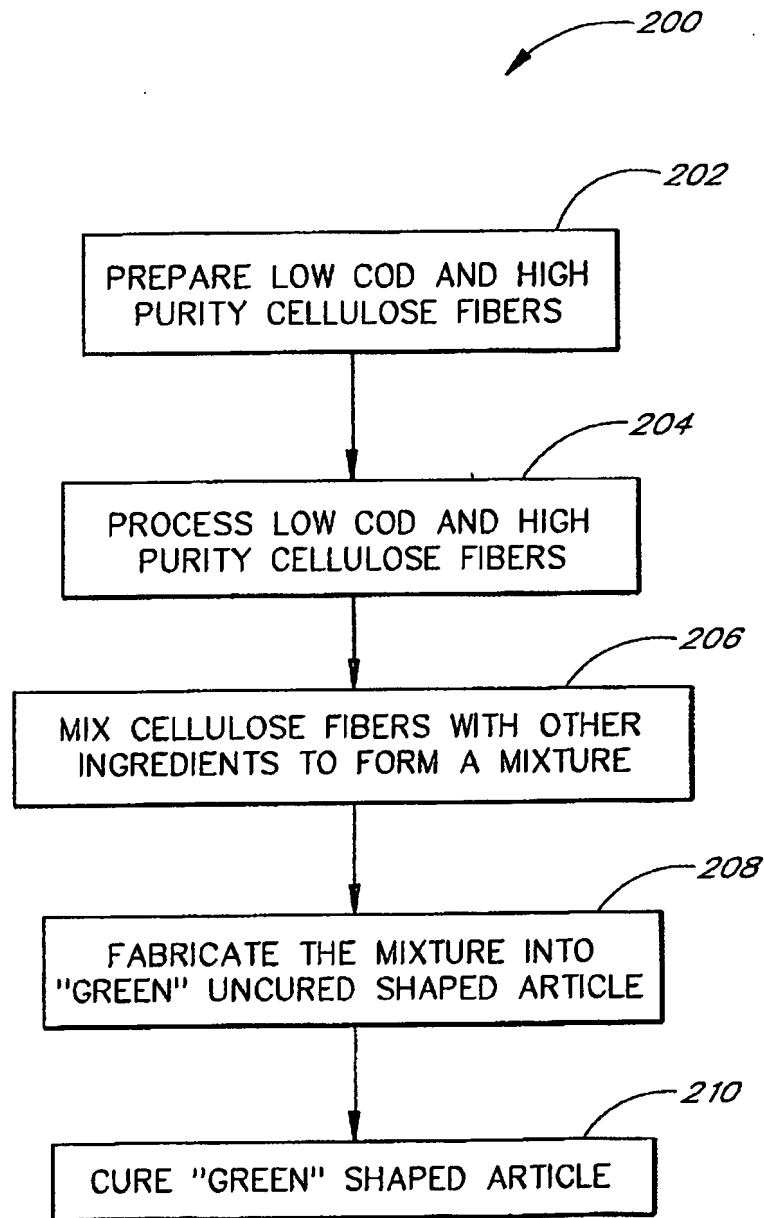 200
202
PREPARE LOW COD AND HIGH
PURITY CELLULOSE FIBERS
204
PROCESS LOW COD AND HIGH
PURITY CELLULOSE FIBERS
206
MIX CELLULOSE FIBERS WITH OTHER
INGREDIENTS TO FORM A MIXTURE
208
FABRICATE THE MIXTURE INTO
"GREEN" UNCURED SHAPED ARTICLE
210
CURE "GREEN" SHAPED ARTICLE